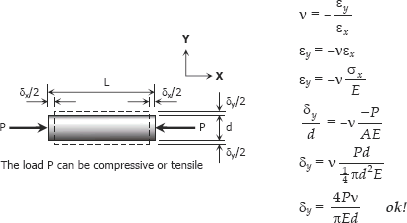 Y
X
L
δx/2
δx/2
δy/2
P
P
d
δy/2
The load P can be compressive or tensile
ν = - εy/εx
εy = -νεx
εy = -ν σx/E
δy/d = -ν -P/AE
δy = ν Pd/(¼πd²E)
δy = 4Pν/πEd ok!